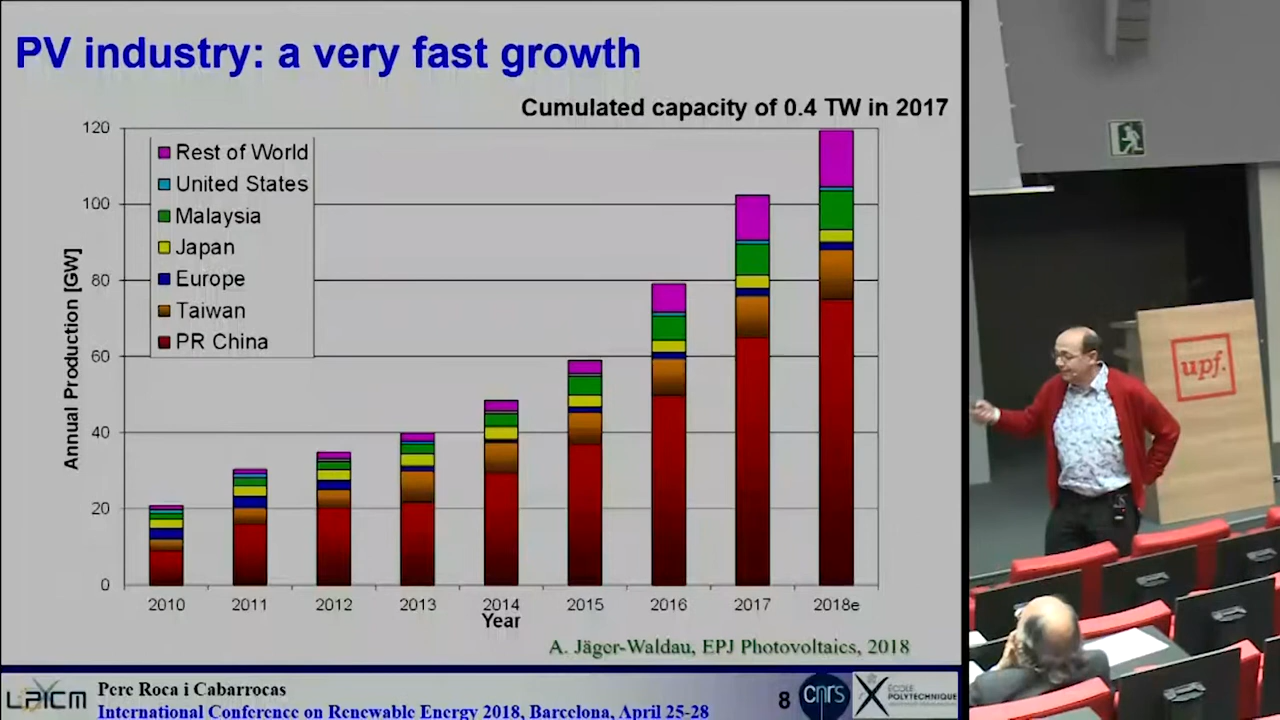 PV industry: a very fast growth
Cumulated capacity of 0.4 TW in 2017
120
100
80
60
40
20
0
Annual Production [GW]
Rest of World
United States
Malaysia
Japan
Europe
Taiwan
PR China
2010 2011 2012 2013 2014 2015 2016 2017 2018e
Year
A. Jäger-Waldau, EPJ Photovoltaics, 2018
LPICM
Pere Roca i Cabarrocas
International Conference on Renewable Energy 2018, Barcelona, April 25-28
8
cnrs
ÉCOLE
POLYTECHNIQUE
upf.